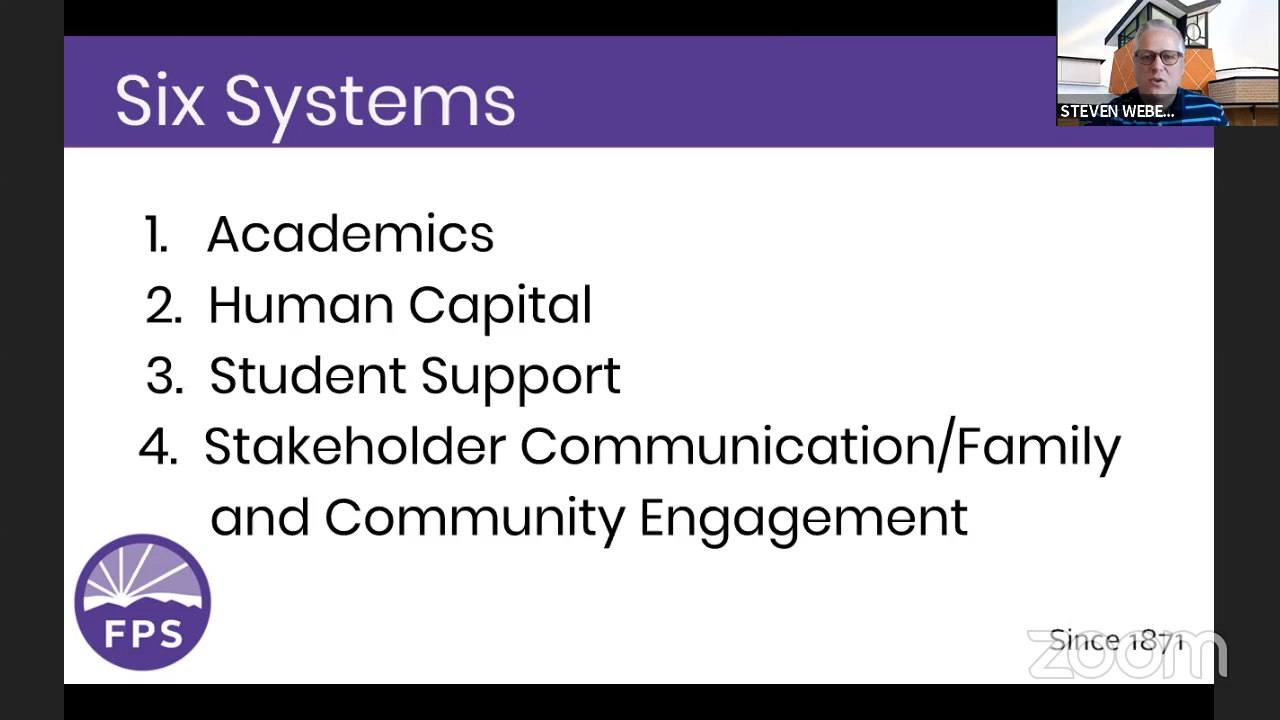 Six Systems
STEVEN WEBE...
1. Academics
2. Human Capital
3. Student Support
4. Stakeholder Communication/Family
and Community Engagement
FPS
Since 1871
zoom